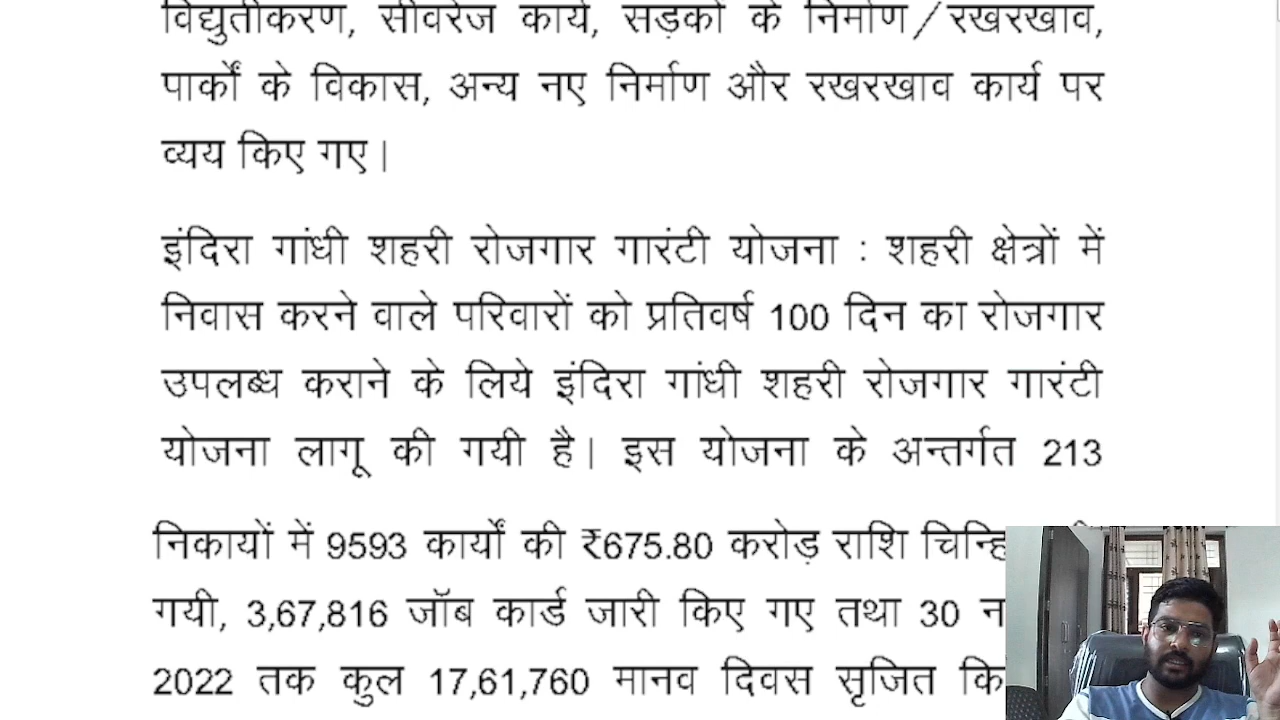 विद्युतीकरण, सीवरेज कार्य, सड़कों के निर्माण/रखरखाव,
पार्कों के विकास, अन्य नए निर्माण और रखरखाव कार्य पर
व्यय किए गए।
इंदिरा गांधी शहरी रोजगार गारंटी योजना : शहरी क्षेत्रों में
निवास करने वाले परिवारों को प्रतिवर्ष 100 दिन का रोजगार
उपलब्ध कराने के लिये इंदिरा गांधी शहरी रोजगार गारंटी
योजना लागू की गयी है। इस योजना के अन्तर्गत 213
निकायों में 9593 कार्यों की ₹675.80 करोड़ राशि
गयी, 3,67,816 जॉब कार्ड जारी किए गए तथा 30
2022 तक कुल 17,61,760 मानव दिवस सृजित